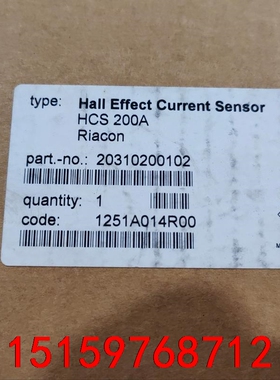 type: Hall Effect Current Sensor
HCS 200A
Riacon
part.-no.: 20310200102
quantity: 1
code: 1251A014R00
15159768712